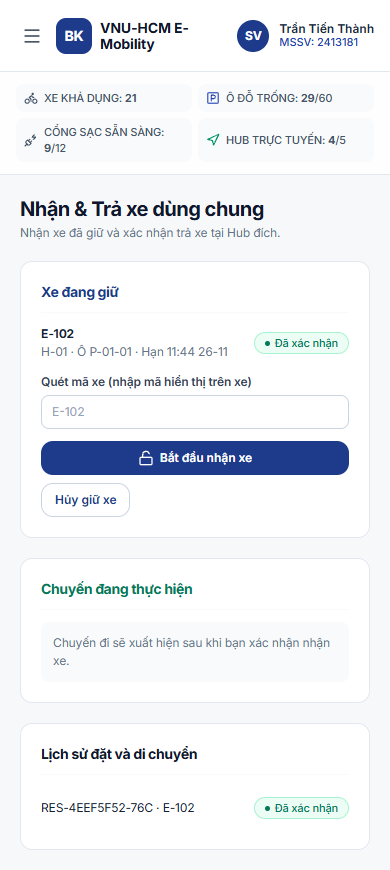 BK
VNU-HCM E-
Mobility
SV
Trần Tiến Thành
MSSV: 2413181
XE KHẢ DỤNG: 21
Ô ĐỖ TRỐNG: 29/60
CỔNG SẠC SẴN SÀNG:
9/12
HUB TRỰC TUYẾN: 4/5
Nhận & Trả xe dùng chung
Nhận xe đã giữ và xác nhận trả xe tại Hub đích.
Xe đang giữ
E-102
H-01 · Ô P-01-01 · Hạn 11:44 26-11
Đã xác nhận
Quét mã xe (nhập mã hiển thị trên xe)
E-102
Bắt đầu nhận xe
Hủy giữ xe
Chuyến đang thực hiện
Chuyến đi sẽ xuất hiện sau khi bạn xác nhận nhận
xe.
Lịch sử đặt và di chuyển
RES-4EEF5F52-76C · E-102
Đã xác nhận